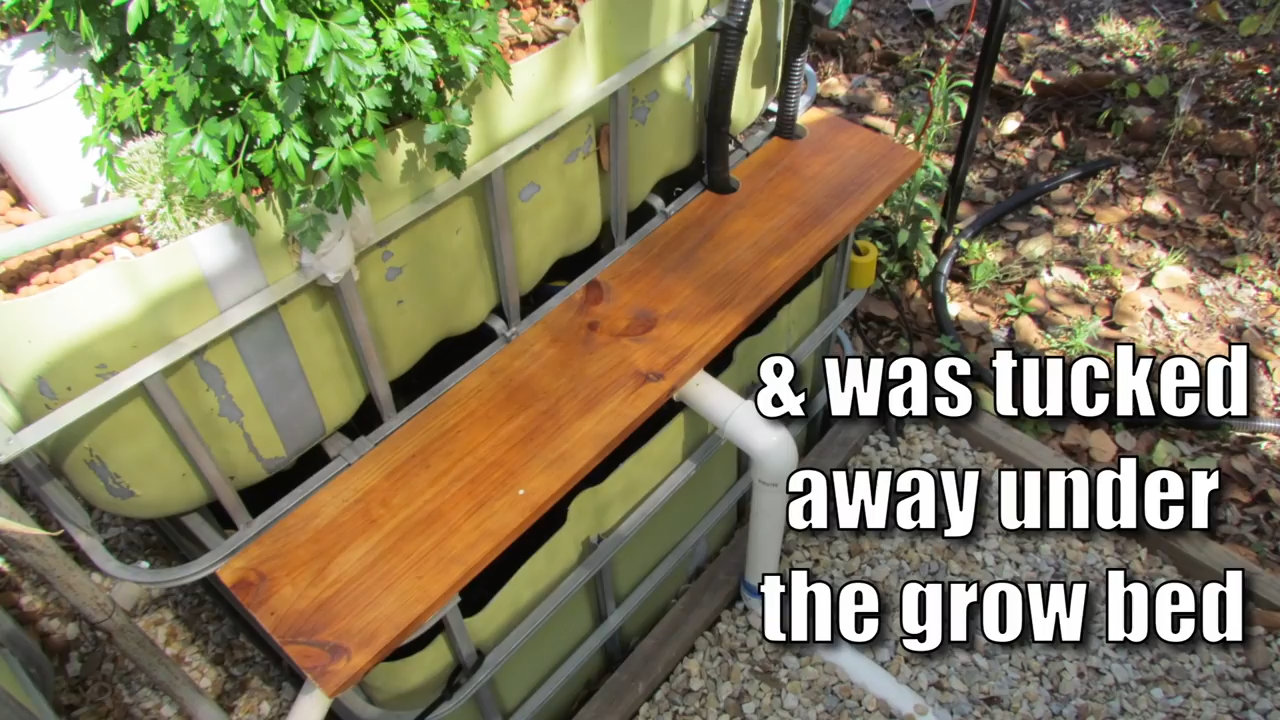 & was tucked
away under
the grow bed